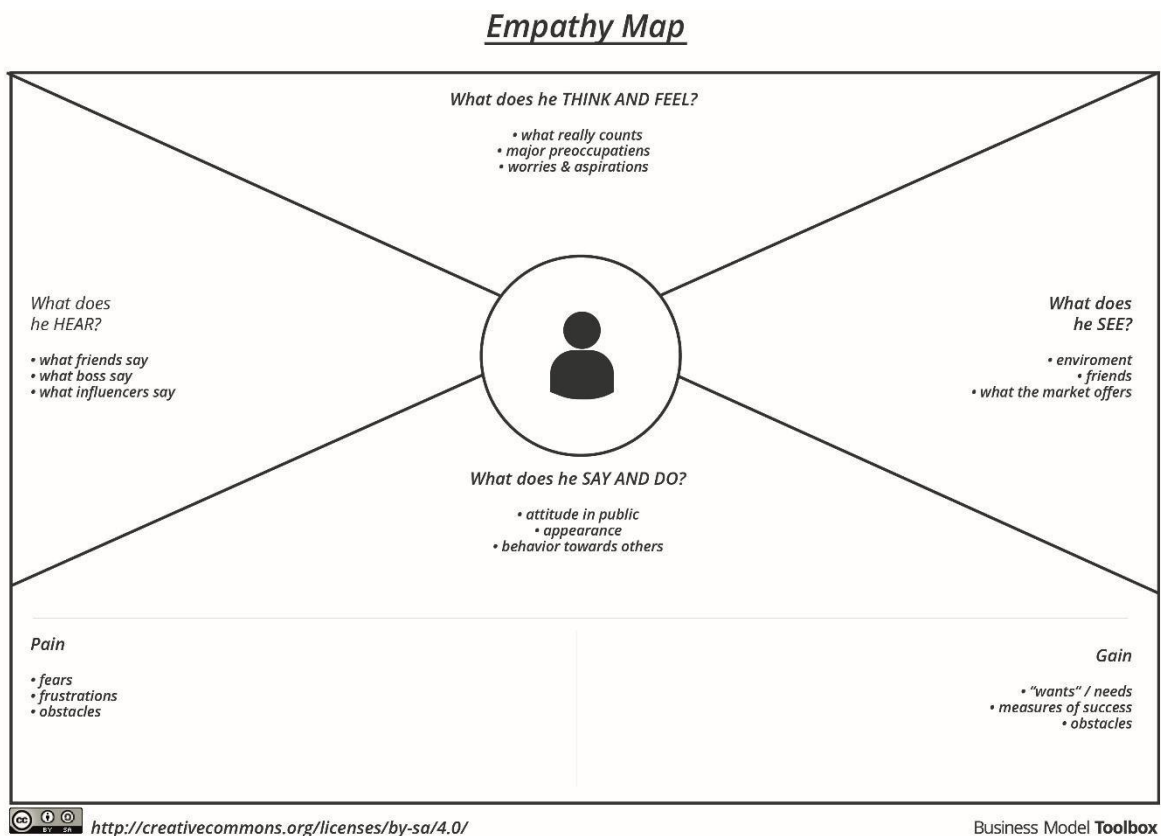 Empathy Map
What does he THINK AND FEEL?
• what really counts
• major preoccupatiens
• worries & aspirations
What does
he HEAR?
• what friends say
• what boss say
• what influencers say
What does
he SEE?
• enviroment
• friends
• what the market offers
What does he SAY AND DO?
• attitude in public
• appearance
• behavior towards others
Pain
• fears
• frustrations
• obstacles
Gain
• “wants“ / needs
• measures of success
• obstacles
cc
BY SA
http://creativecommons.org/licenses/by-sa/4.0/
Business Model Toolbox